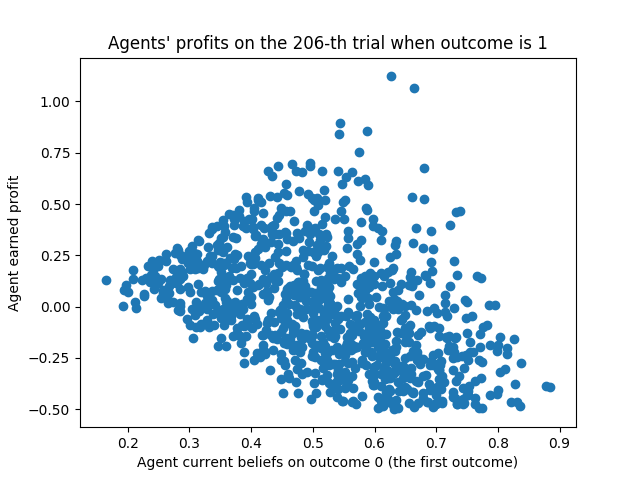 Agents' profits on the 206-th trial when outcome is 1
1.00
0.75
0.50
0.25
0.00
−0.25
−0.50
Agent earned profit
0.2 0.3 0.4 0.5 0.6 0.7 0.8 0.9
Agent current beliefs on outcome 0 (the first outcome)